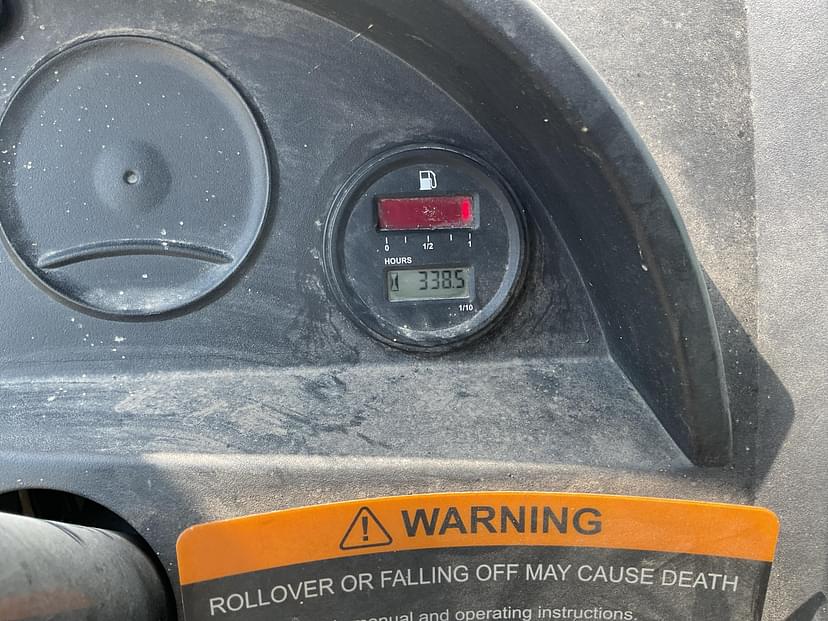 0 1/2 1
HOURS
338.5
1/10
WARNING
ROLLOVER OR FALLING OFF MAY CAUSE DEATH
manual and operating instructions.